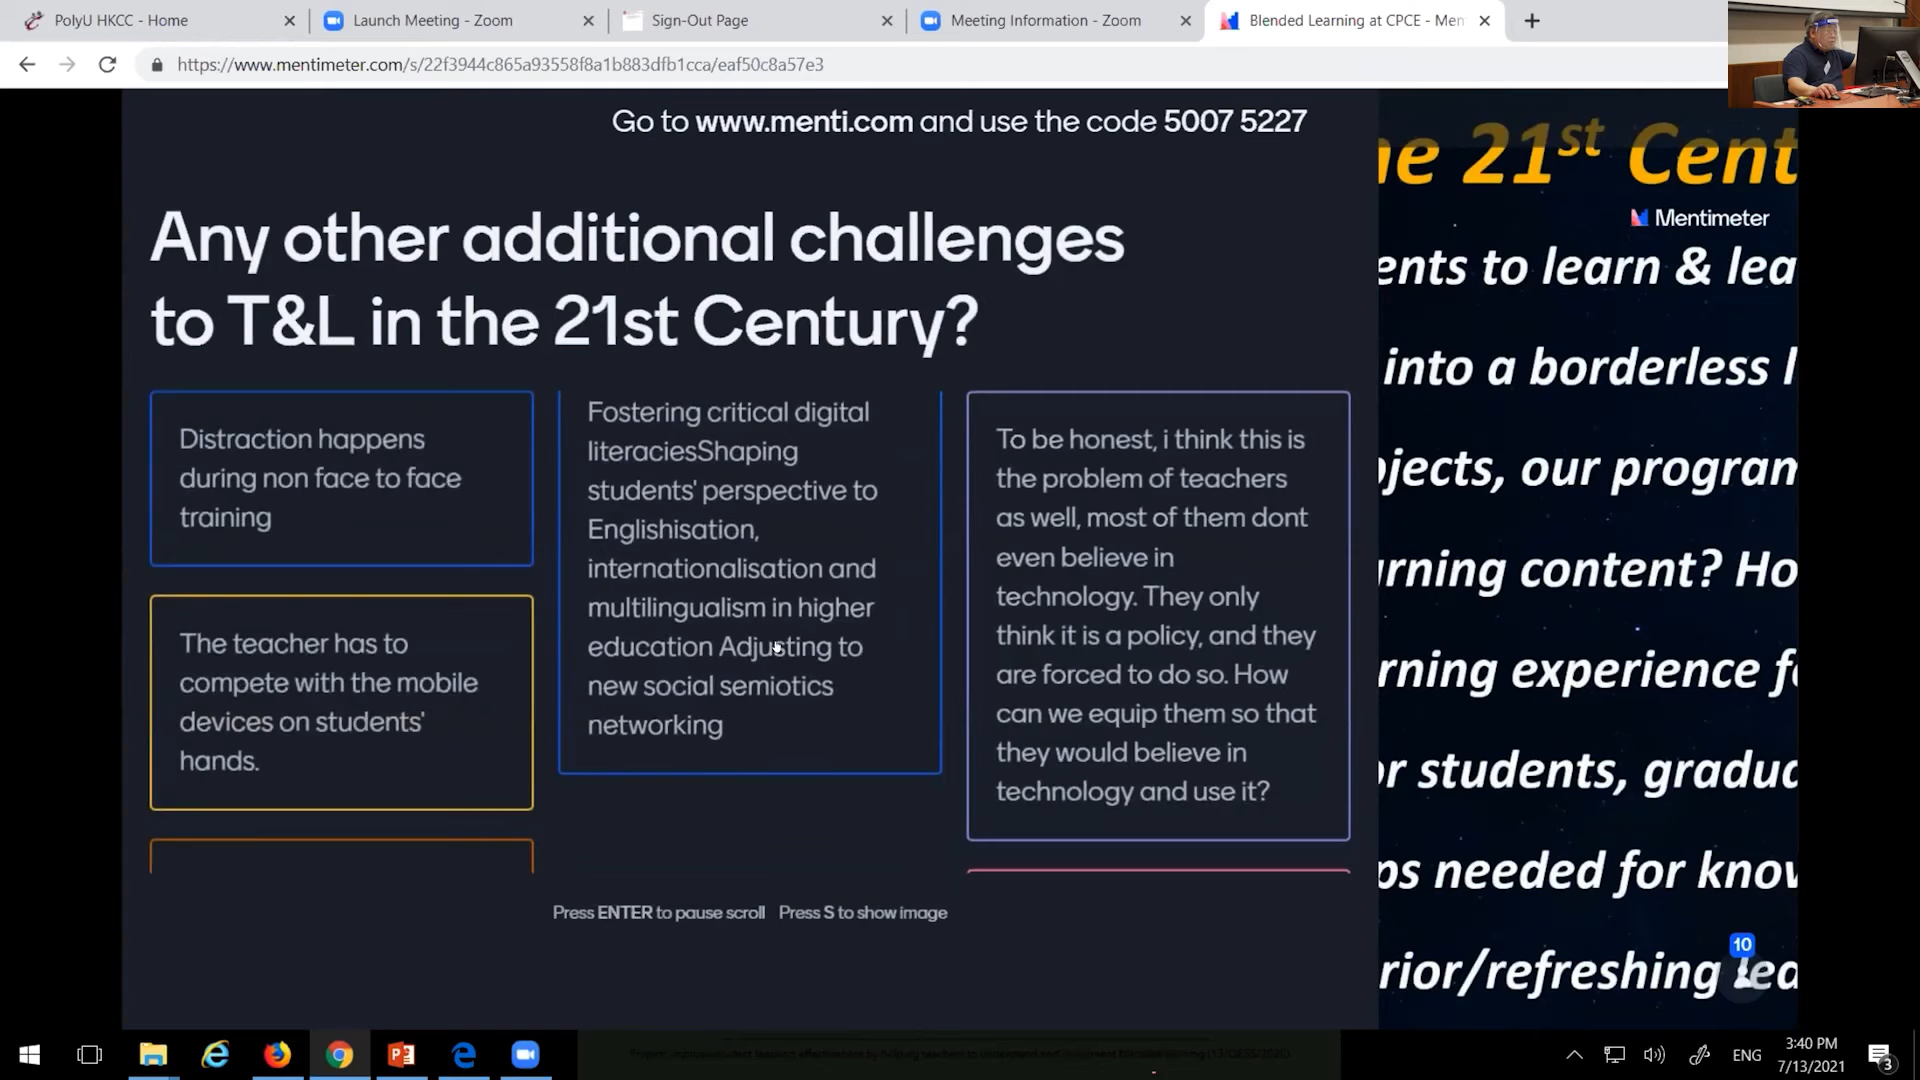 PolyU HKCC - Home
Launch Meeting - Zoom
Sign-Out Page
Meeting Information - Zoom
Blended Learning at CPCE - Men
https://www.mentimeter.com/s/22f3944c865a93558f8a1b883dfb1cca/eaf50c8a57e3
Go to www.menti.com and use the code 5007 5227
Any other additional challenges
to T&L in the 21st Century?
Distraction happens
during non face to face
training
The teacher has to
compete with the mobile
devices on students'
hands.
Fostering critical digital
literaciesShaping
students' perspective to
Englishisation,
internationalisation and
multilingualism in higher
education Adjusting to
new social semiotics
networking
To be honest, i think this is
the problem of teachers
as well, most of them dont
even believe in
technology. They only
think it is a policy, and they
are forced to do so. How
can we equip them so that
they would believe in
technology and use it?
Press ENTER to pause scroll Press S to show image
ne 21st Cent
Mentimeter
ents to learn & lea
into a borderless l
ojects, our program
rning content? Ho
rning experience fo
or students, gradua
ps needed for know
10
rior/refreshing lea
ENG
3:40 PM
7/13/2021
3